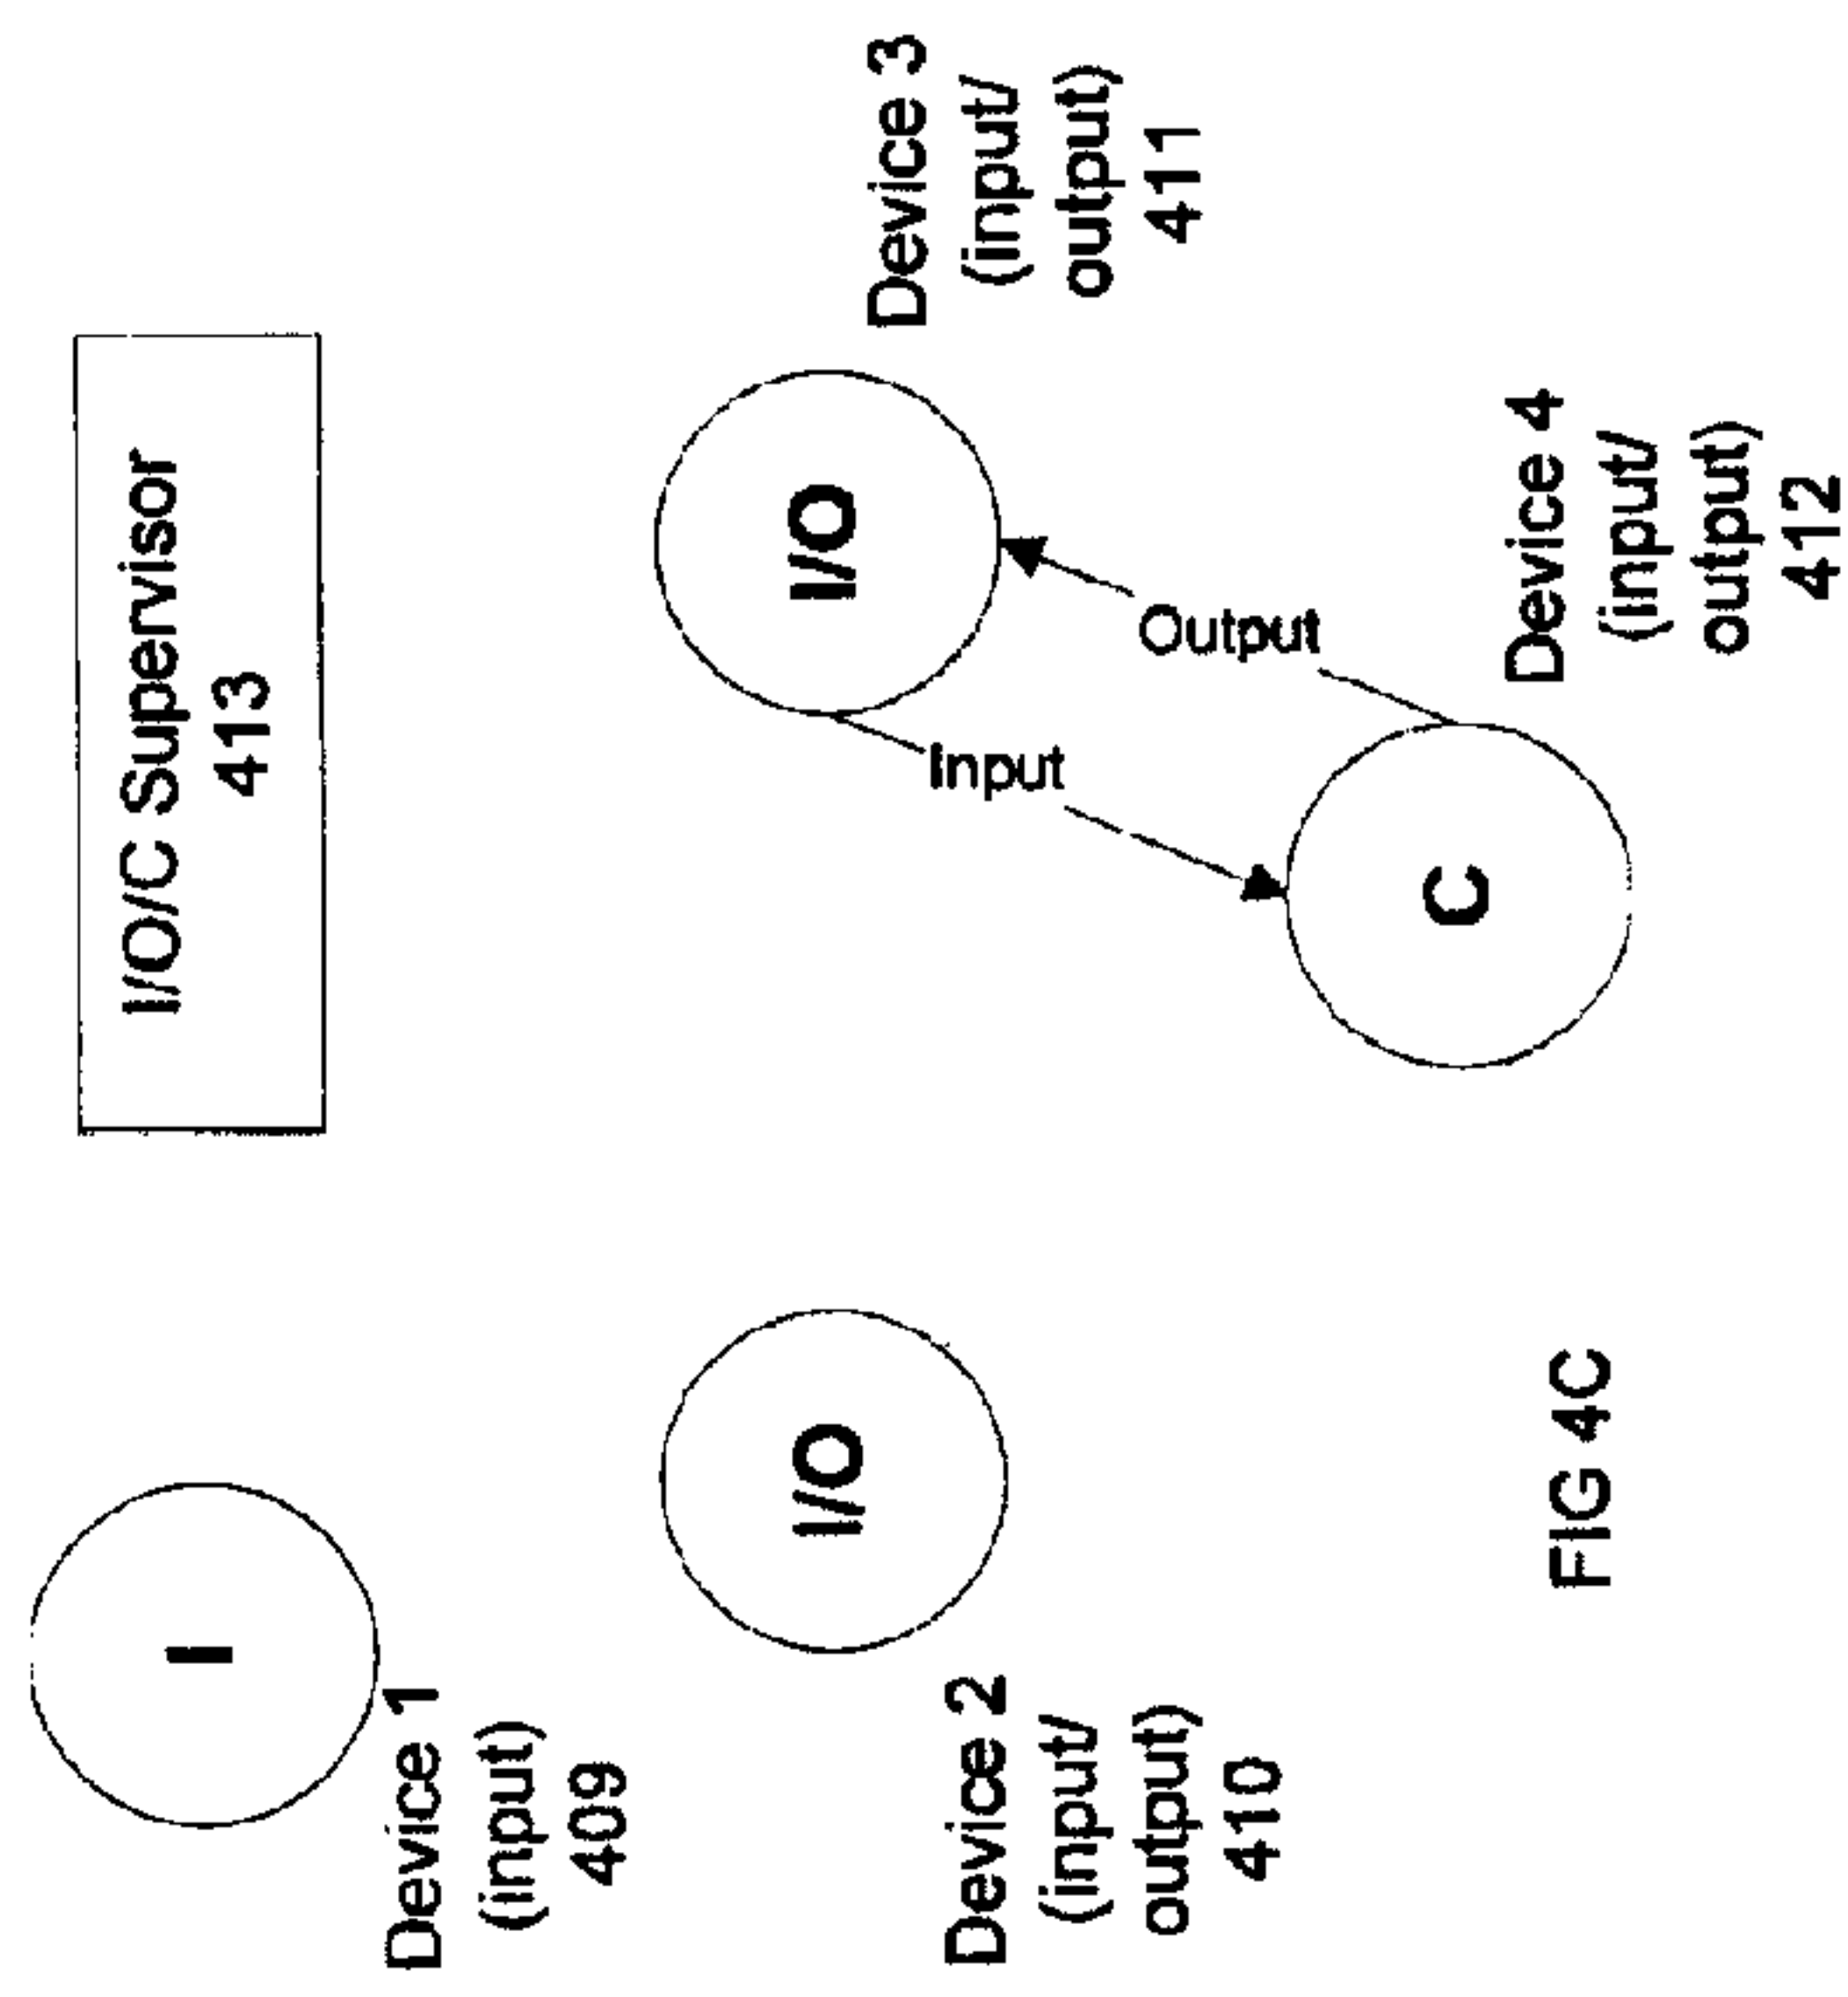 I/O/C Supervisor
413
I
Device 1
(input)
409
I/O
Device 2
(input/
output)
410
I/O
Device 3
(input/
output)
411
Input
Output
C
Device 4
(input/
output)
412
FIG 4C